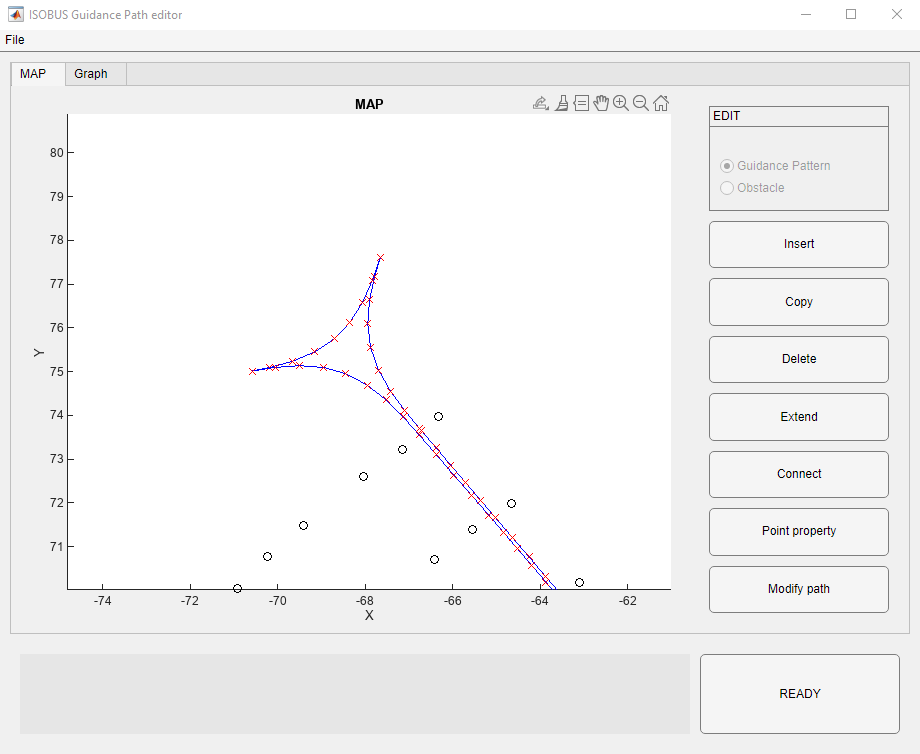 ISOBUS Guidance Path editor
File
MAP Graph
MAP
EDIT
Guidance Pattern
Obstacle
Insert
Copy
Delete
Extend
Connect
Point property
Modify path
80
79
78
77
76
75
74
73
72
71
Y
-74 -72 -70 -68 -66 -64 -62
X
READY